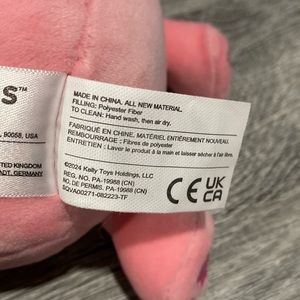 S
90058, USA
UNITED KINGDOM
STADT, GERMANY
MADE IN CHINA. ALL NEW MATERIAL.
FILLING: Polyester Fiber
TO CLEAN: Hand wash, then air dry.
FABRIQUÉ EN CHINE. MATÉRIEL ENTIÈREMENT NOUVEAU.
REMBOURRAGE : Fibres de polyester
ENTRETIEN : Laver le produit à la main et laisser sécher à l'air libre.
©2024 Kelly Toys Holdings, LLC
REG. NO. PA-19988 (CN)
NO. DE PERMIS. PA-19988 (CN)
SQVA00271-082223-TF
CE UK
CA